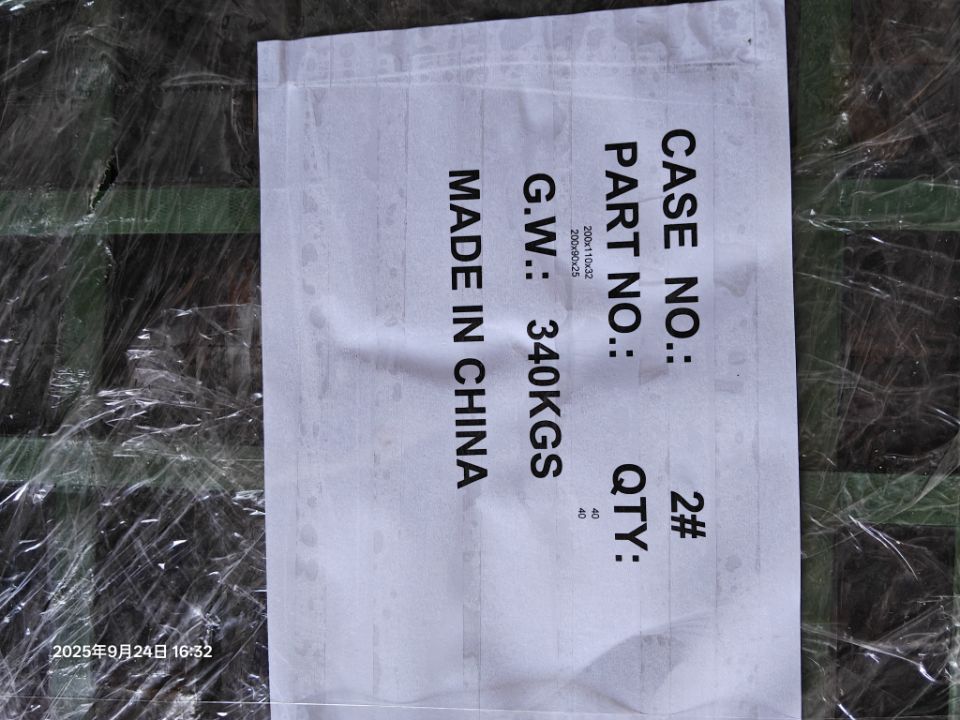 CASE NO.: 2#
PART NO.: QTY:
200x110x32 40
200x90x25 40
G.W.: 340KGS
MADE IN CHINA
2025年9月24日 16:32